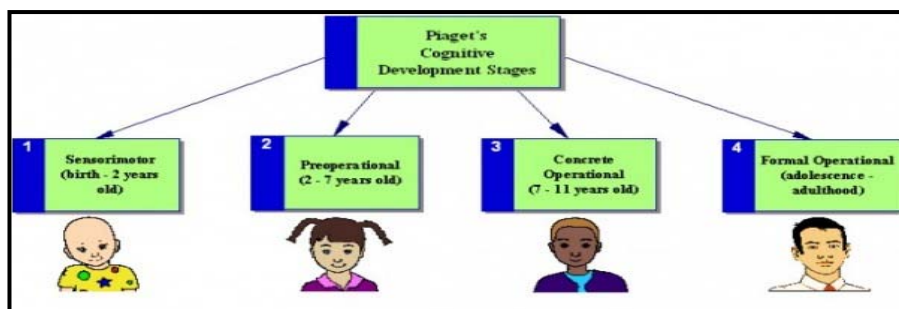 Piaget's
Cognitive
Development Stages
1
Sensorimotor
(birth - 2 years
old)
2
Preoperational
(2 - 7 years old)
3
Concrete
Operational
(7 - 11 years old)
4
Formal Operational
(adolescence -
adulthood)